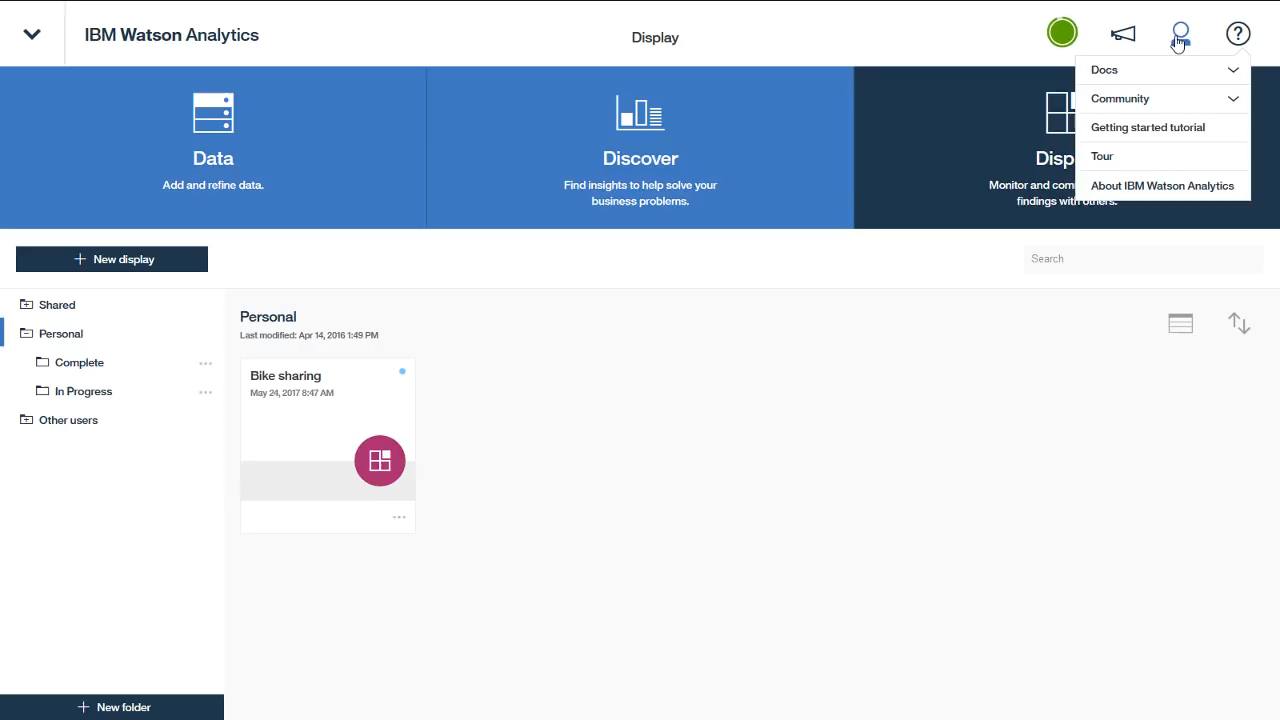 IBM Watson Analytics
Display
?
Docs
Community
Getting started tutorial
Tour
About IBM Watson Analytics
Data
Add and refine data.
Discover
Find insights to help solve your
business problems.
Disp
Monitor and com
findings with others.
+ New display
Search
Shared
Personal
Complete
In Progress
Other users
Personal
Last modified: Apr 14, 2016 1:49 PM
Bike sharing
May 24, 2017 8:47 AM
+ New folder